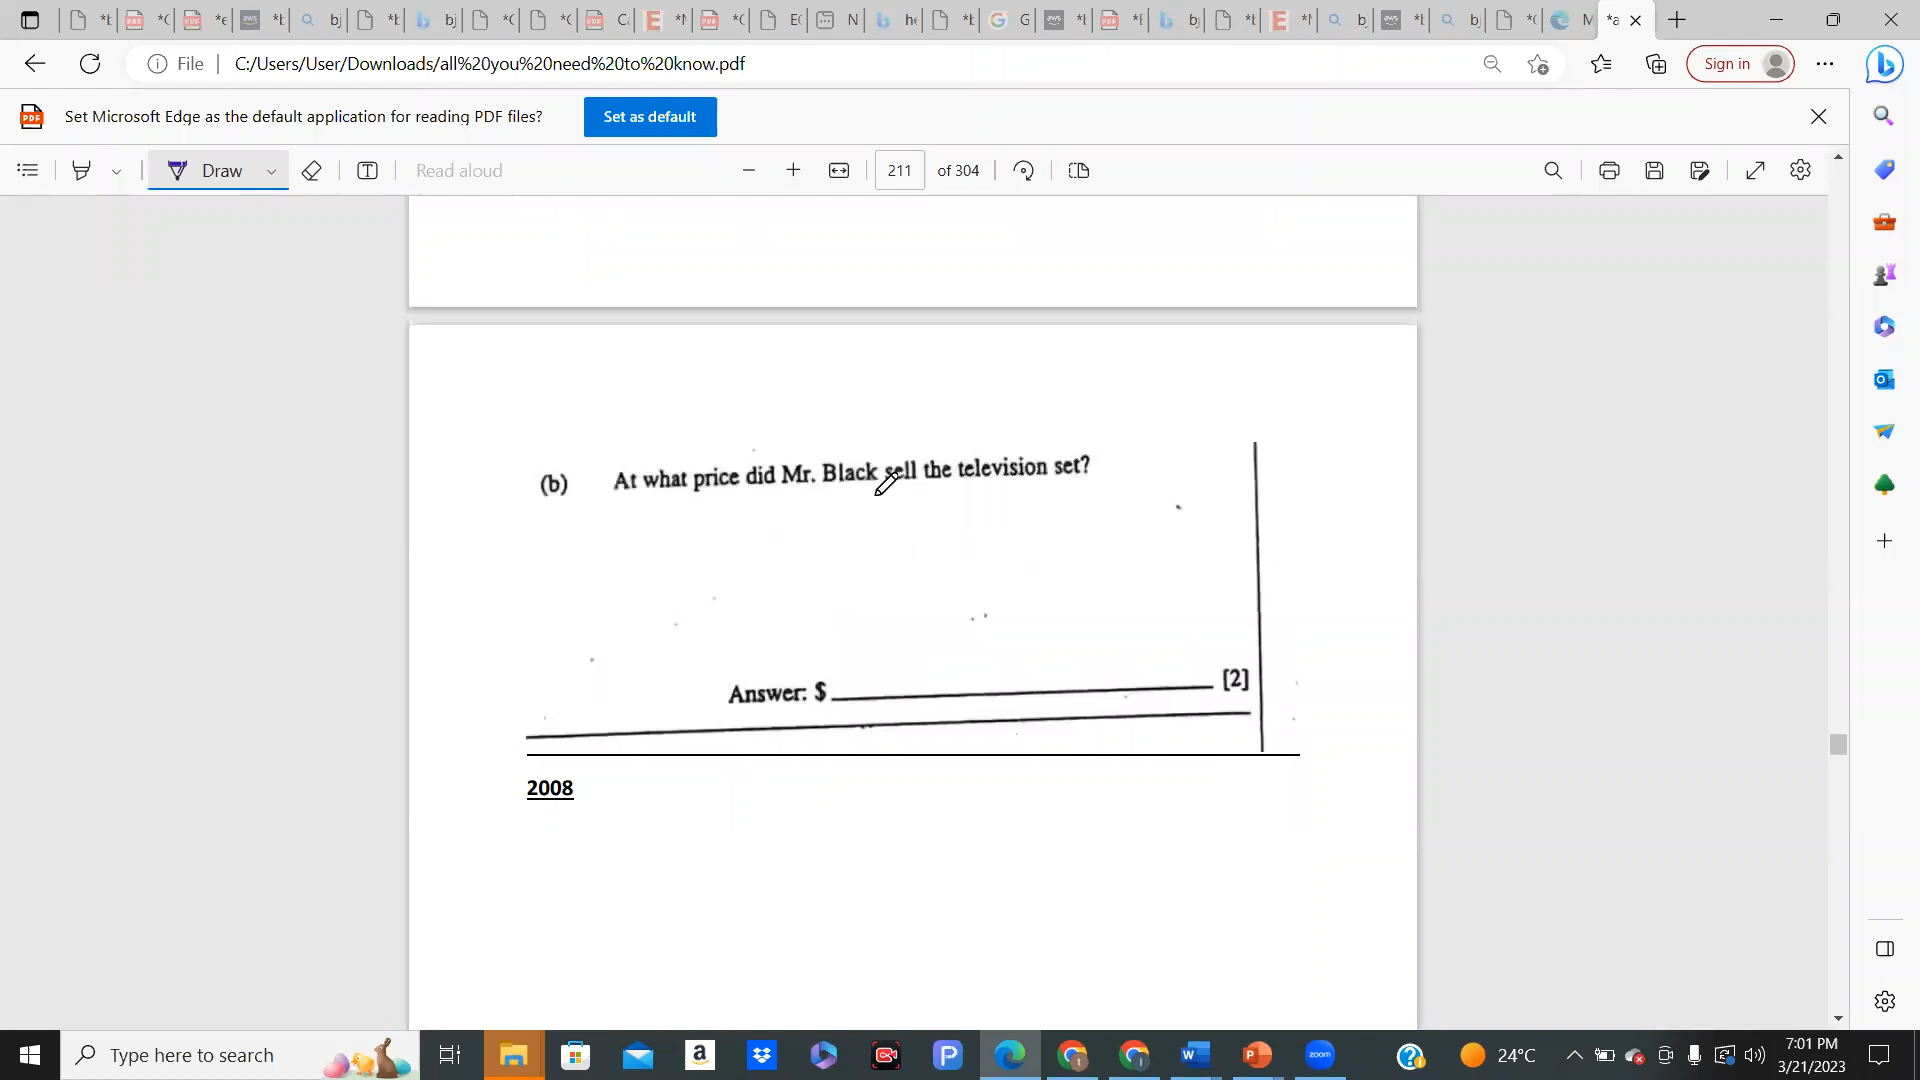 File
C:/Users/User/Downloads/all%20you%20need%20to%20know.pdf
Sign in
Set Microsoft Edge as the default application for reading PDF files?
Set as default
Draw
Read aloud
211
of 304
(b) At what price did Mr. Black sell the television set?
Answer: $ [2]
2008
Type here to search
24°C
7:01 PM
3/21/2023